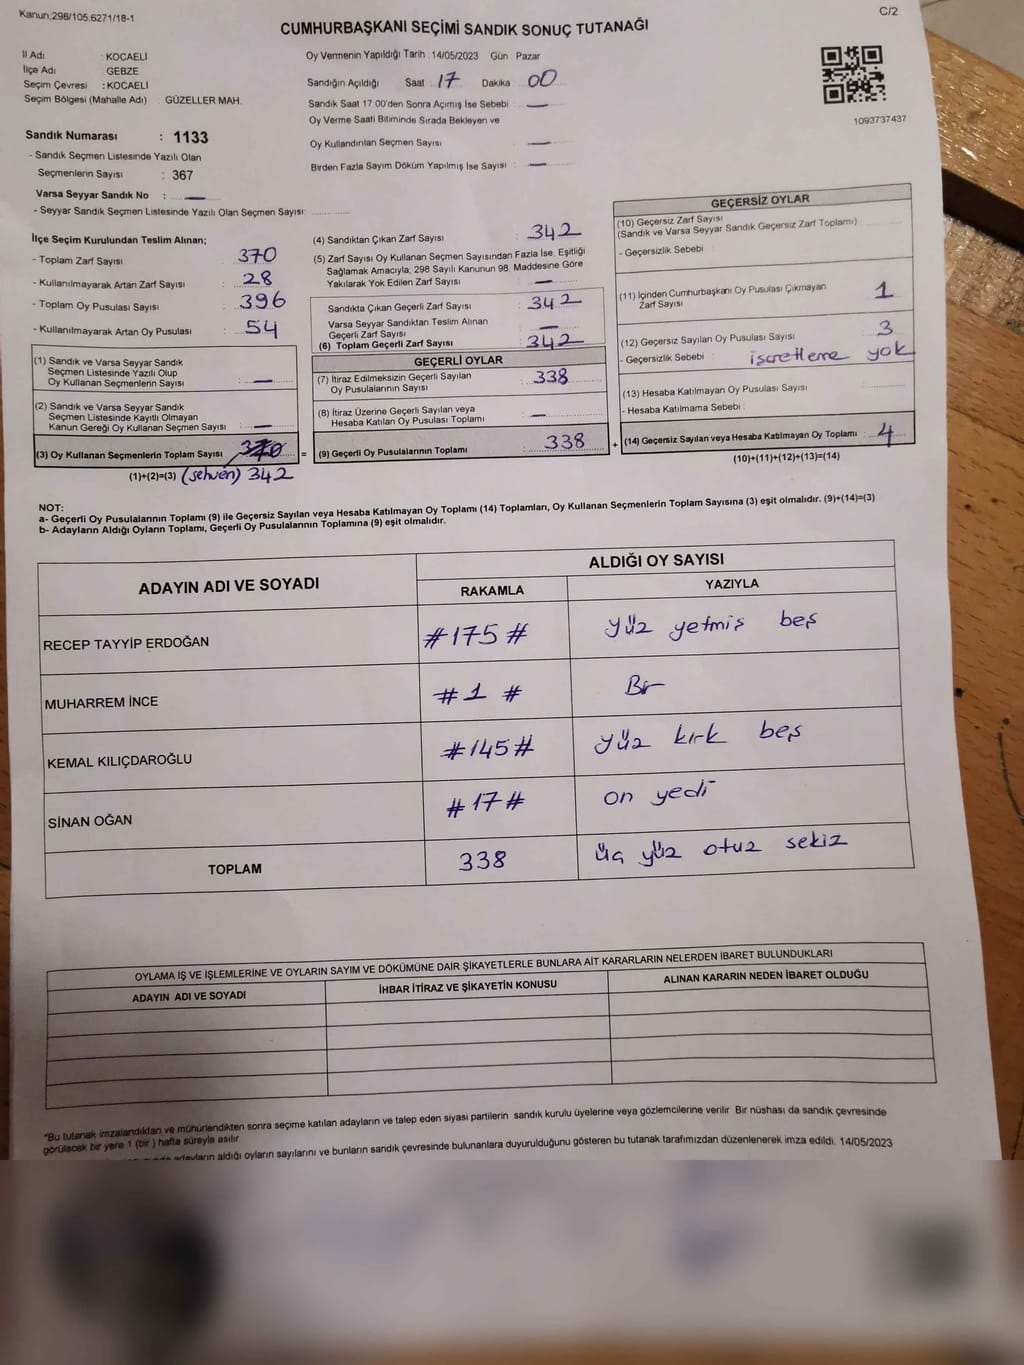 Kanun:298/105;6271/18-1
C/2
CUMHURBAŞKANI SEÇİMİ SANDIK SONUÇ TUTANAĞI
İl Adı : KOCAELİ
İlçe Adı : GEBZE
Seçim Çevresi : KOCAELİ
Seçim Bölgesi (Mahalle Adı) GÜZELLER MAH.
Sandık Numarası : 1133
- Sandık Seçmen Listesinde Yazılı Olan
Seçmenlerin Sayısı : 367
Varsa Seyyar Sandık No : —
- Seyyar Sandık Seçmen Listesinde Yazılı Olan Seçmen Sayısı:
Oy Vermenin Yapıldığı Tarih : 14/05/2023 Gün : Pazar
Sandığın Açıldığı Saat : 17 Dakika : 00
Sandık Saat 17:00'den Sonra Açımış İse Sebebi : —
Oy Verme Saati Bitiminde Sırada Bekleyen ve
Oy Kullandırılan Seçmen Sayısı : —
Birden Fazla Sayım Döküm Yapılmış İse Sayısı : —
1093737437
İlçe Seçim Kurulundan Teslim Alınan;
- Toplam Zarf Sayısı : 370
- Kullanılmayarak Artan Zarf Sayısı : 28
- Toplam Oy Pusulası Sayısı : 396
- Kullanılmayarak Artan Oy Pusulası : 54
(1) Sandık ve Varsa Seyyar Sandık
Seçmen Listesinde Yazılı Olup
Oy Kullanan Seçmenlerin Sayısı : —
(2) Sandık ve Varsa Seyyar Sandık
Seçmen Listesinde Kayıtlı Olmayan
Kanun Gereği Oy Kullanan Seçmen Sayısı : —
(3) Oy Kullanan Seçmenlerin Toplam Sayısı : 370
(1)+(2)=(3) (sehven) 342
(4) Sandıktan Çıkan Zarf Sayısı : 342
(5) Zarf Sayısı Oy Kullanan Seçmen Sayısından Fazla İse, Eşitliği
Sağlamak Amacıyla; 298 Sayılı Kanunun 98. Maddesine Göre
Yakılarak Yok Edilen Zarf Sayısı : —
Sandıkta Çıkan Geçerli Zarf Sayısı : 342
Varsa Seyyar Sandıktan Teslim Alınan
Geçerli Zarf Sayısı : —
(6) Toplam Geçerli Zarf Sayısı : 342
GEÇERLİ OYLAR
(7) İtiraz Edilmeksizin Geçerli Sayılan
Oy Pusulalarının Sayısı : 338
(8) İtiraz Üzerine Geçerli Sayılan veya
Hesaba Katılan Oy Pusulası Toplamı : —
= (9) Geçerli Oy Pusulalarının Toplamı : 338
GEÇERSİZ OYLAR
(10) Geçersiz Zarf Sayısı
(Sandık ve Varsa Seyyar Sandık Geçersiz Zarf Toplamı)
- Geçersizlik Sebebi :
(11) İçinden Cumhurbaşkanı Oy Pusulası Çıkmayan
Zarf Sayısı : 1
(12) Geçersiz Sayılan Oy Pusulası Sayısı : 3
- Geçersizlik Sebebi : işaretleme yok
(13) Hesaba Katılmayan Oy Pusulası Sayısı :
- Hesaba Katılmama Sebebi :
+ (14) Geçersiz Sayılan veya Hesaba Katılmayan Oy Toplamı : 4
(10)+(11)+(12)+(13)=(14)
NOT:
a- Geçerli Oy Pusulalarının Toplamı (9) ile Geçersiz Sayılan veya Hesaba Katılmayan Oy Toplamı (14) Toplamları, Oy Kullanan Seçmenlerin Toplam Sayısına (3) eşit olmalıdır. (9)+(14)=(3)
b- Adayların Aldığı Oyların Toplamı, Geçerli Oy Pusulalarının Toplamına (9) eşit olmalıdır.
ADAYIN ADI VE SOYADI
ALDIĞI OY SAYISI
RAKAMLA YAZIYLA
RECEP TAYYİP ERDOĞAN #175# yüz yetmiş beş
MUHARREM İNCE #1# Bir
KEMAL KILIÇDAROĞLU #145# yüz kırk beş
SİNAN OĞAN #17# on yedi
TOPLAM 338 üç yüz otuz sekiz
OYLAMA İŞ VE İŞLEMLERİNE VE OYLARIN SAYIM VE DÖKÜMÜNE DAİR ŞİKAYETLERLE BUNLARA AİT KARARLARIN NELERDEN İBARET BULUNDUKLARI
ADAYIN ADI VE SOYADI İHBAR İTİRAZ VE ŞİKAYETİN KONUSU ALINAN KARARIN NEDEN İBARET OLDUĞU
*Bu tutanak imzalandıktan ve mühürlendikten sonra seçime katılan adayların ve talep eden siyasi partilerin sandık kurulu üyelerine veya gözlemcilerine verilir Bir nüshası da sandık çevresinde
görülecek bir yere 1 (bir) hafta süreyle asılır
adayların aldığı oyların sayılarını ve bunların sandık çevresinde bulunanlara duyurulduğunu gösteren bu tutanak tarafımızdan düzenlenerek imza edildi. 14/05/2023